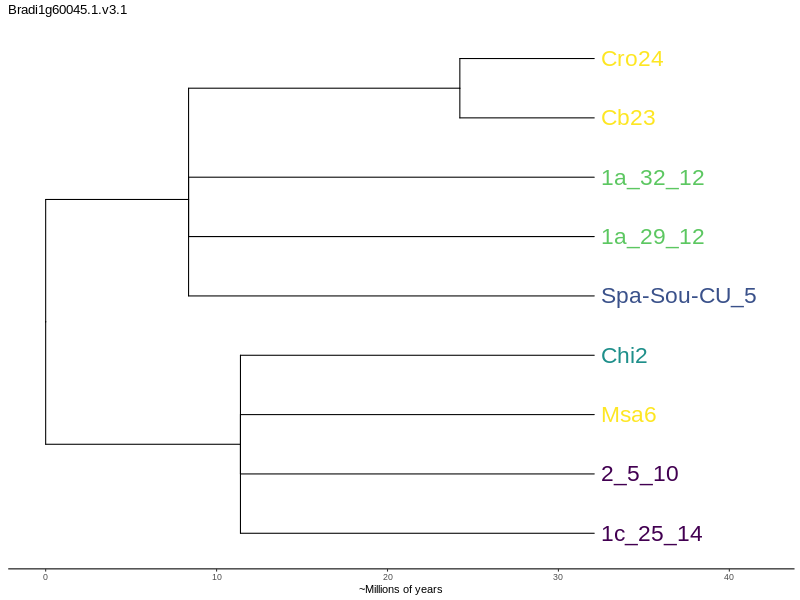 Bradi1g60045.1.v3.1
Cro24
Cb23
1a_32_12
1a_29_12
Spa-Sou-CU_5
Chi2
Msa6
2_5_10
1c_25_14
0 10 20 30 40
~Millions of years